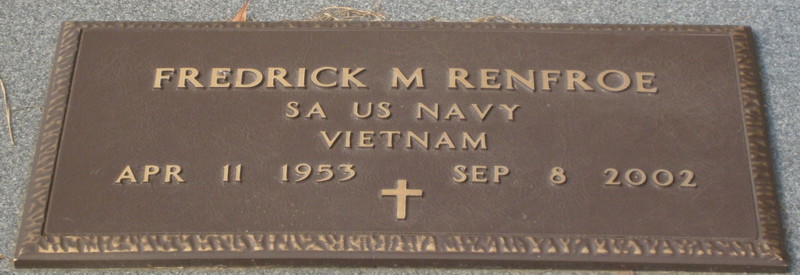 FREDRICK M RENFROE
SA US NAVY
VIETNAM
APR 11 1953 SEP 8 2002